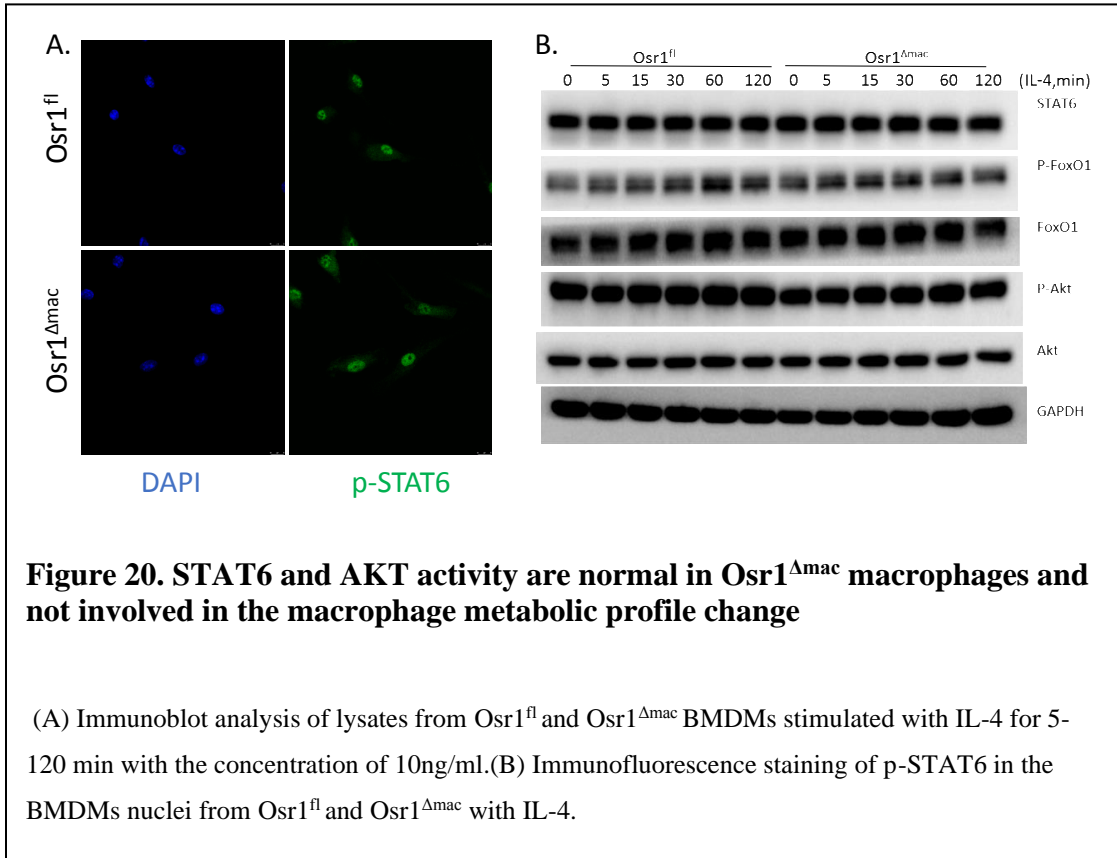 A.
Osr1fl
Osr1Δmac
DAPI p-STAT6
B.
Osr1fl Osr1Δmac
0 5 15 30 60 120 0 5 15 30 60 120
(IL-4,min)
STAT6
P-FoxO1
FoxO1
P-Akt
Akt
GAPDH
Figure 20. STAT6 and AKT activity are normal in Osr1Δmac macrophages and
not involved in the macrophage metabolic profile change
(A) Immunoblot analysis of lysates from Osr1fl and Osr1Δmac BMDMs stimulated with IL-4 for 5-
120 min with the concentration of 10ng/ml.(B) Immunofluorescence staining of p-STAT6 in the
BMDMs nuclei from Osr1fl and Osr1Δmac with IL-4.